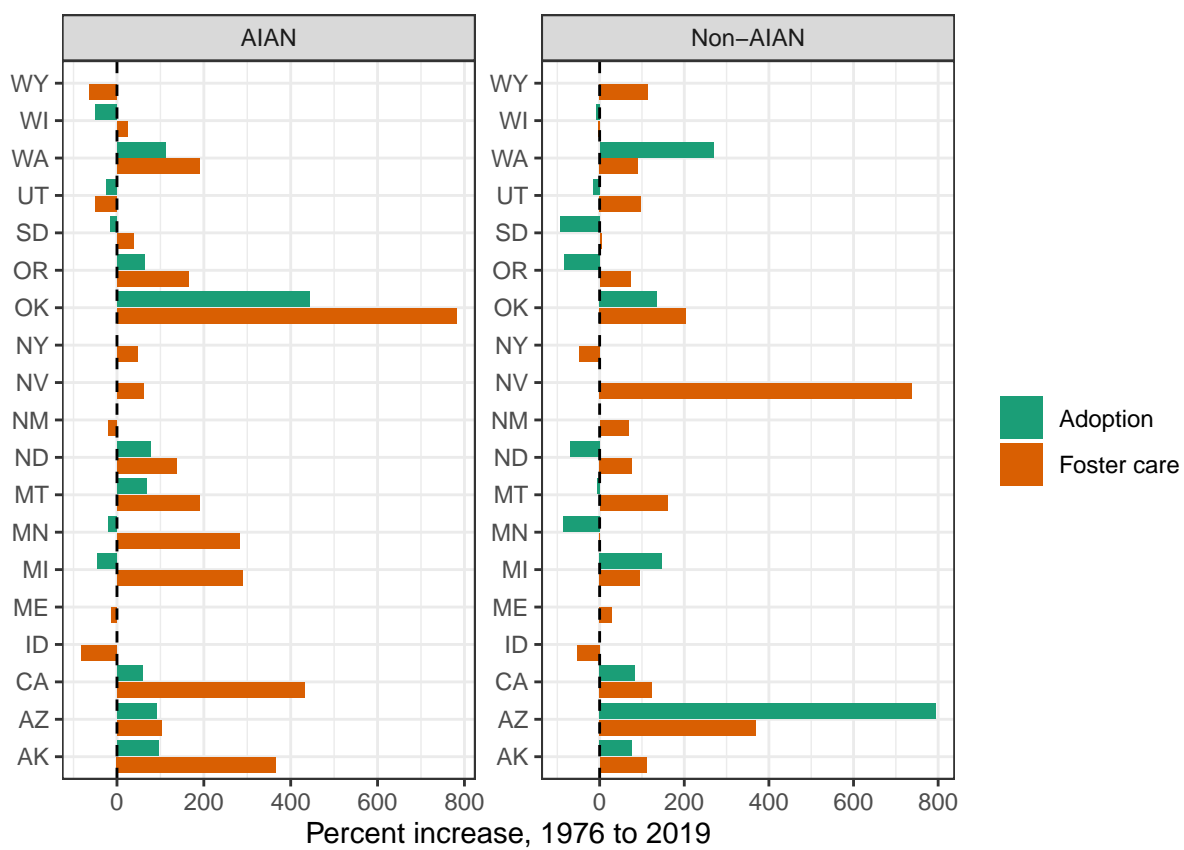 AIAN
Non−AIAN
WY
WI
WA
UT
SD
OR
OK
NY
NV
NM
ND
MT
MN
MI
ME
ID
CA
AZ
AK
WY
WI
WA
UT
SD
OR
OK
NY
NV
NM
ND
MT
MN
MI
ME
ID
CA
AZ
AK
0 200 400 600 800
0 200 400 600 800
Percent increase, 1976 to 2019
Adoption
Foster care